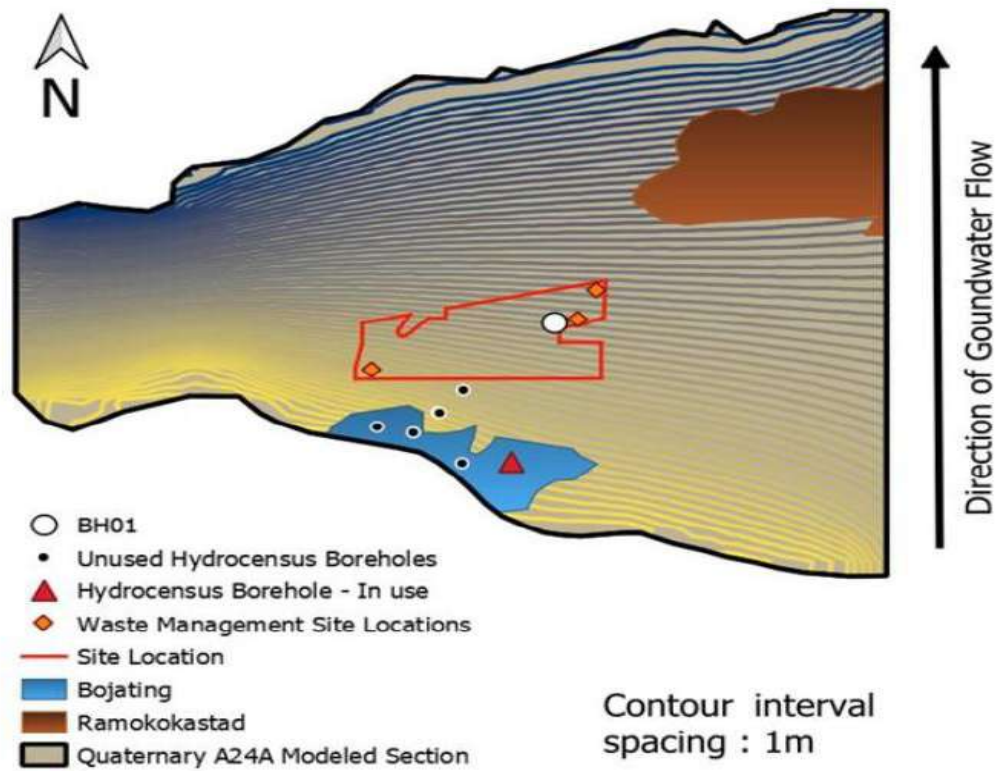 N
Direction of Goundwater Flow
BH01
Unused Hydrocensus Boreholes
Hydrocensus Borehole - In use
Waste Management Site Locations
Site Location
Bojating
Ramokokastad
Quaternary A24A Modeled Section
Contour interval
spacing : 1m